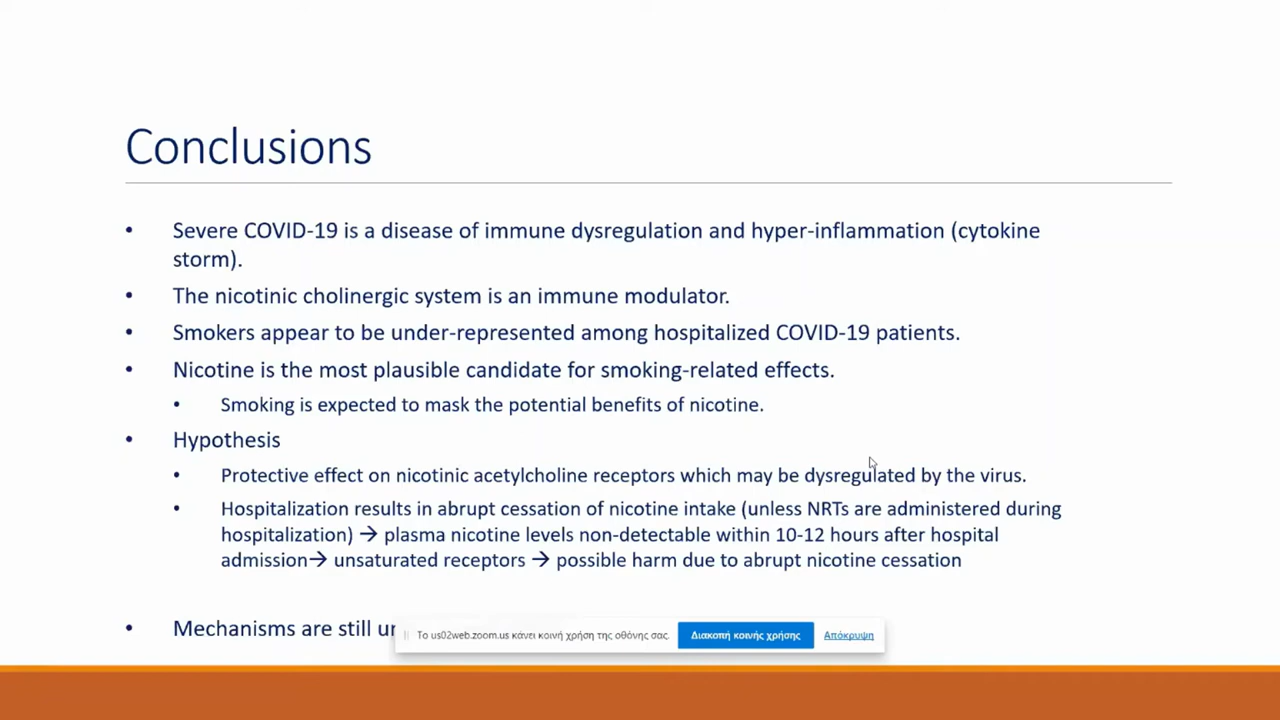 Conclusions
• Severe COVID-19 is a disease of immune dysregulation and hyper-inflammation (cytokine
storm).
• The nicotinic cholinergic system is an immune modulator.
• Smokers appear to be under-represented among hospitalized COVID-19 patients.
• Nicotine is the most plausible candidate for smoking-related effects.
• Smoking is expected to mask the potential benefits of nicotine.
• Hypothesis
• Protective effect on nicotinic acetylcholine receptors which may be dysregulated by the virus.
• Hospitalization results in abrupt cessation of nicotine intake (unless NRTs are administered during
hospitalization) → plasma nicotine levels non-detectable within 10-12 hours after hospital
admission→ unsaturated receptors → possible harm due to abrupt nicotine cessation
• Mechanisms are still
Το us02web.zoom.us κάνει κοινή χρήση της οθόνης σας. Διακοπή κοινής χρήσης Απόκρυψη